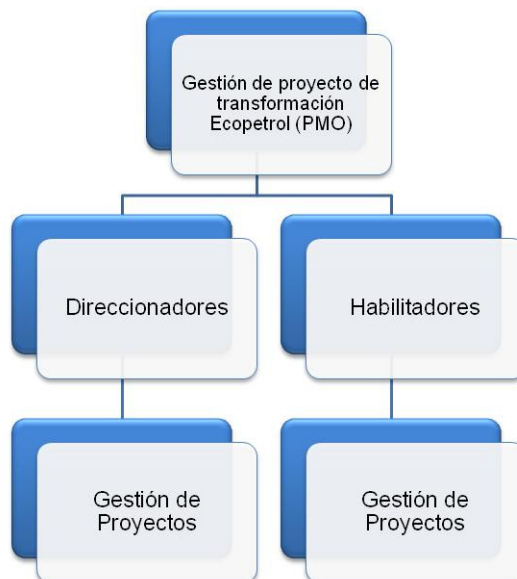 Gestión de proyecto de
transformación
Ecopetrol (PMO)
Direccionadores
Habilitadores
Gestión de
Proyectos
Gestión de
Proyectos